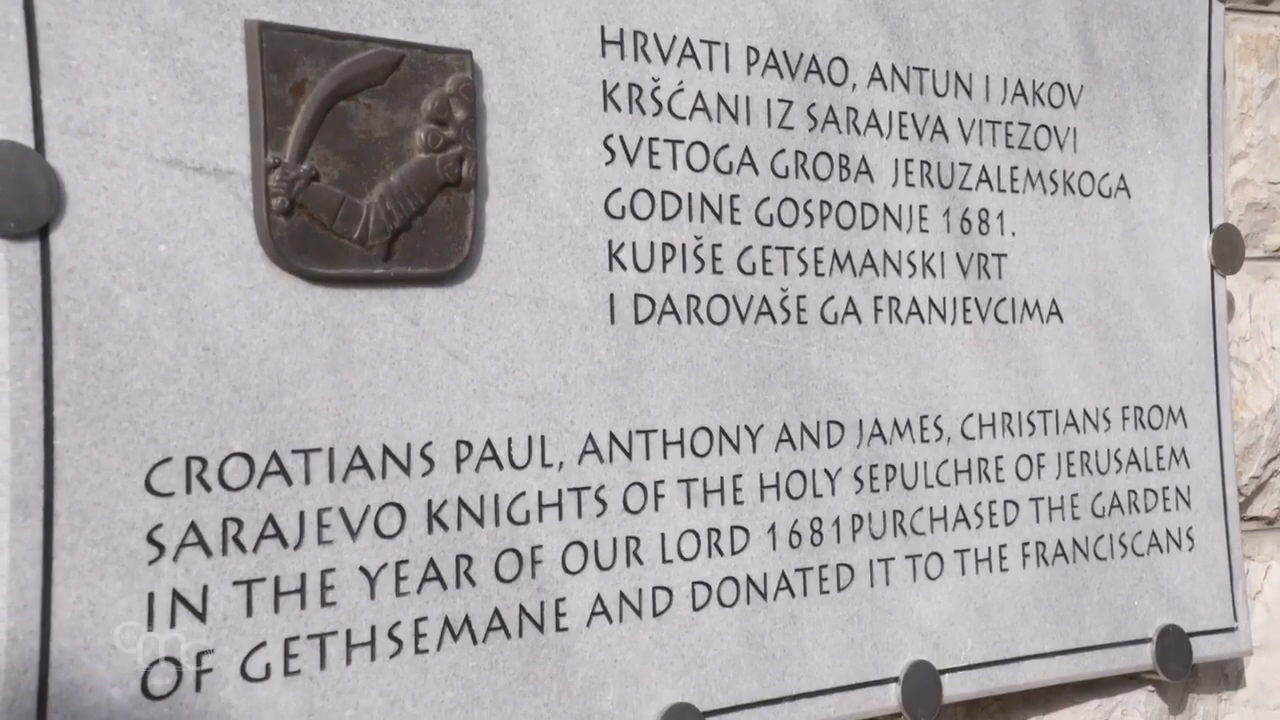 HRVATI PAVAO, ANTUN I JAKOV
KRŠĆANI IZ SARAJEVA VITEZOVI
SVETOGA GROBA JERUZALEMSKOGA
GODINE GOSPODNJE 1681.
KUPIŠE GETSEMANSKI VRT
I DAROVAŠE GA FRANJEVCIMA
CROATIANS PAUL, ANTHONY AND JAMES, CHRISTIANS FROM
SARAJEVO KNIGHTS OF THE HOLY SEPULCHRE OF JERUSALEM
IN THE YEAR OF OUR LORD 1681PURCHASED THE GARDEN
OF GETHSEMANE AND DONATED IT TO THE FRANCISCANS
cmc